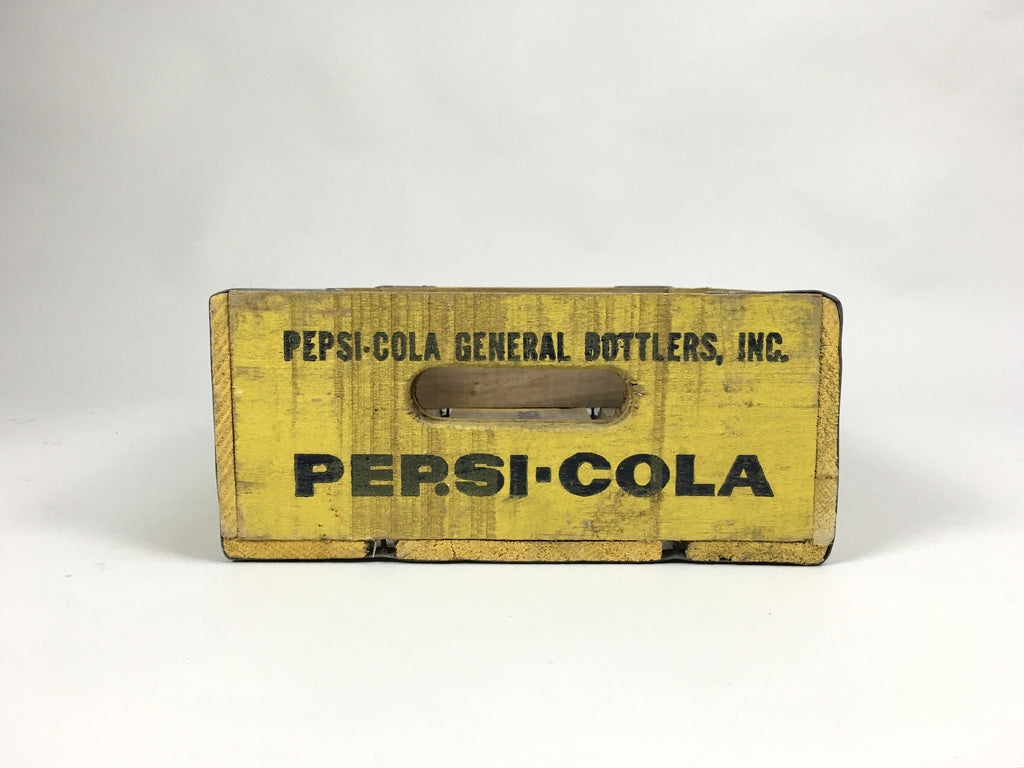 PEPSI·COLA GENERAL BOTTLERS, INC.
PEPSI·COLA